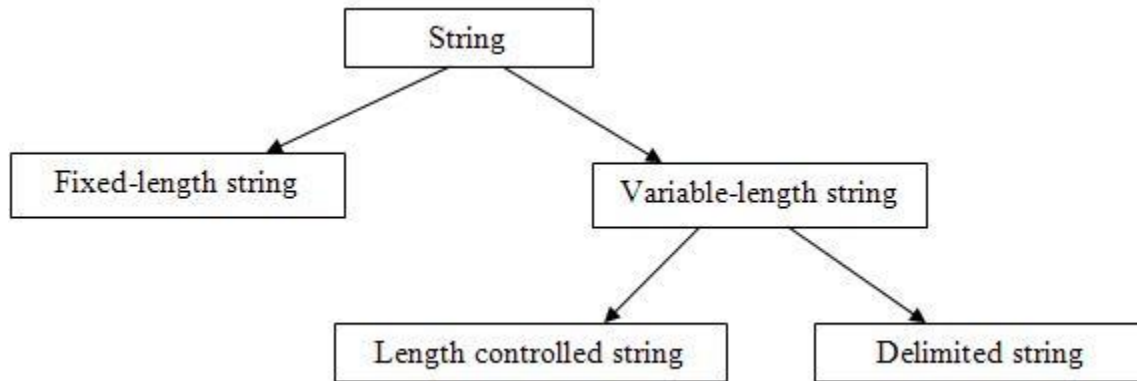 String
Fixed-length string
Variable-length string
Length controlled string
Delimited string